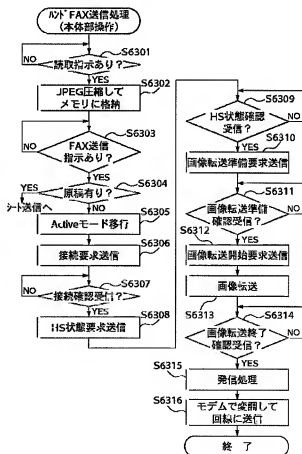 ハンド FAX送信処理
(本体部操作)
S6301
読取指示あり？
YES
S6302
JPEG圧縮して
メモリに格納
S6303
FAX送信
指示あり？
S6304
YES
原稿有り？
シート送信へ
NO
S6305
Activeモード移行
S6306
接続要求送信
S6307
接続確認受信？
YES
S6308
HS状態要求送信
S6309
HS状態確認
受信？
NO
YES
S6310
画像転送準備要求送信
S6311
画像転送準備
確認受信？
NO
S6312
YES
画像転送開始要求送信
画像転送
S6313
S6314
画像転送終了
確認受信？
NO
YES
S6315
発信処理
S6316
モデムで変調して
回線に送信
終 了